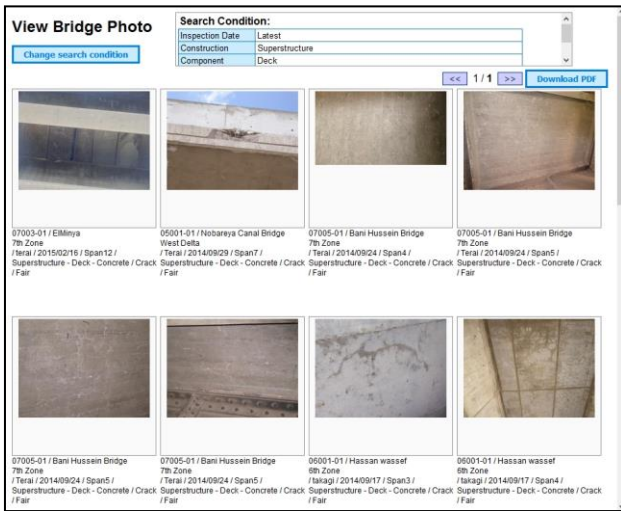 View Bridge Photo
Change search condition
Search Condition:
Inspection Date Latest
Construction Superstructure
Component Deck
<< 1 / 1 >> Download PDF
07003-01 / ElMinya
7th Zone
/ terai / 2015/02/16 / Span12 /
Superstructure - Deck - Concrete / Crack
/ Fair
05001-01 / Nobareya Canal Bridge
West Delta
/ Terai / 2014/09/29 / Span7 /
Superstructure - Deck - Concrete / Crack
/ Fair
07005-01 / Bani Hussein Bridge
7th Zone
/ Terai / 2014/09/24 / Span4 /
Superstructure - Deck - Concrete / Crack
/ Fair
07005-01 / Bani Hussein Bridge
7th Zone
/ Terai / 2014/09/24 / Span5 /
Superstructure - Deck - Concrete / Crack
/ Fair
07005-01 / Bani Hussein Bridge
7th Zone
/ Terai / 2014/09/24 / Span5 /
Superstructure - Deck - Concrete / Crack
/ Fair
07005-01 / Bani Hussein Bridge
7th Zone
/ Terai / 2014/09/24 / Span5 /
Superstructure - Deck - Concrete / Crack
/ Fair
06001-01 / Hassan wassef
6th Zone
/ takagi / 2014/09/17 / Span3 /
Superstructure - Deck - Concrete / Crack
/ Fair
06001-01 / Hassan wassef
6th Zone
/ takagi / 2014/09/17 / Span4 /
Superstructure - Deck - Concrete / Crack
/ Fair